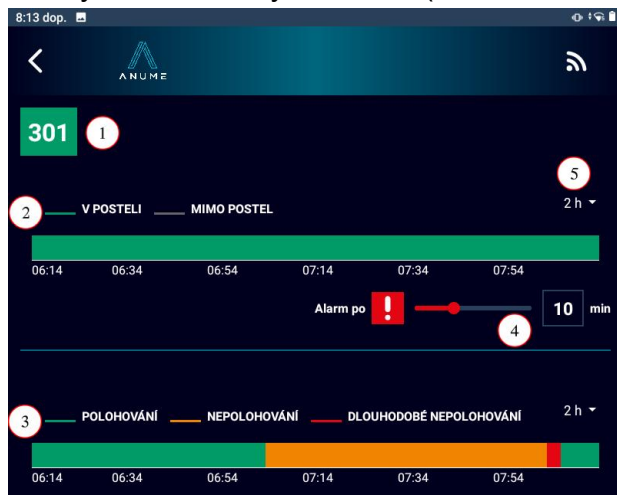 8:13 dop.
ANUME
301 1
5
2 V POSTELI MIMO POSTEL 2 h
06:14 06:34 06:54 07:14 07:34 07:54
Alarm po ! 10 min
4
3 POLOHOVÁNÍ NEPOLOHOVÁNÍ DLOUHODOBÉ NEPOLOHOVÁNÍ 2 h
06:14 06:34 06:54 07:14 07:34 07:54